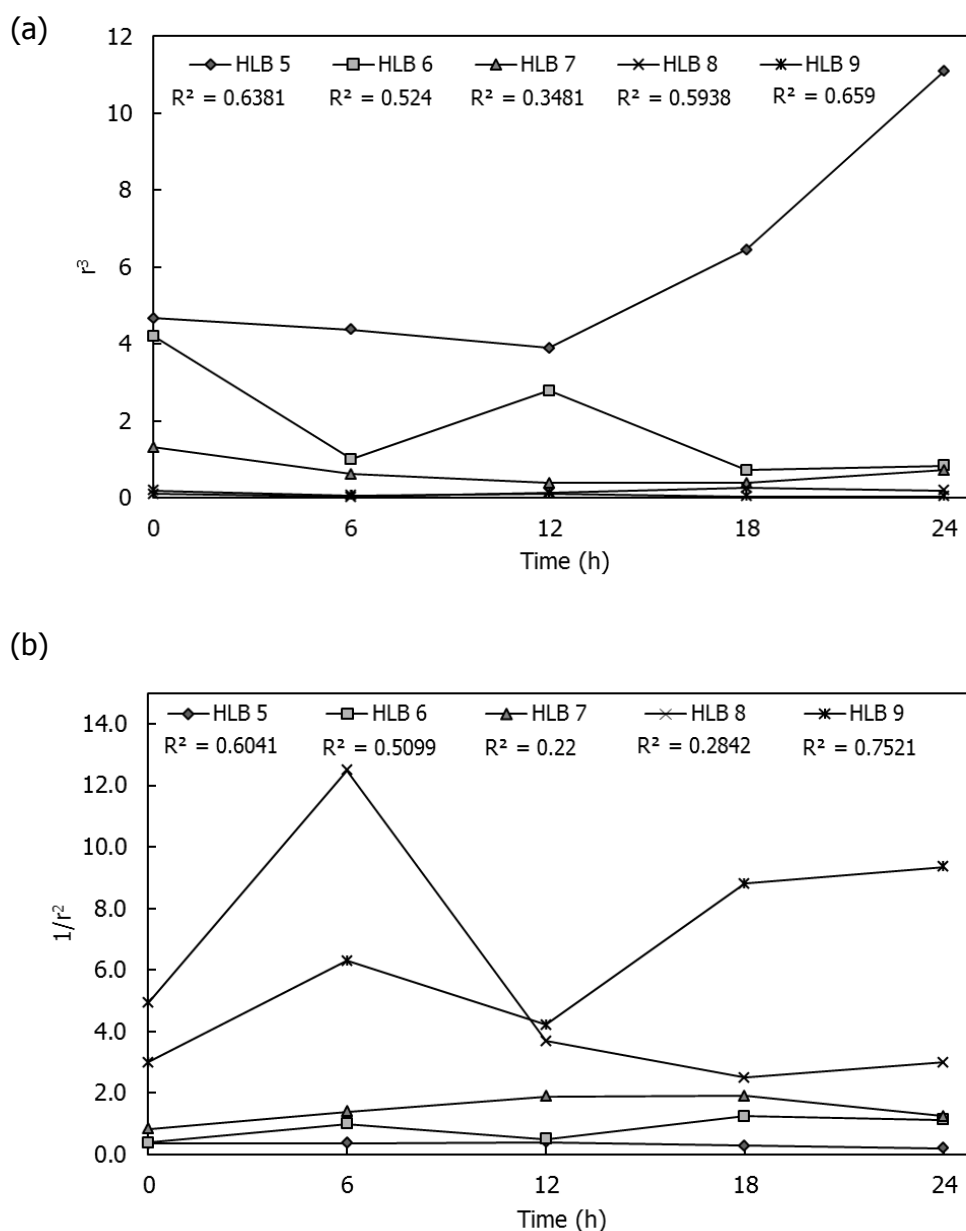 (a)
12
10
8
6
4
2
0
r³
HLB 5 HLB 6 HLB 7 HLB 8 HLB 9
R² = 0.6381 R² = 0.524 R² = 0.3481 R² = 0.5938 R² = 0.659
0 6 12 18 24
Time (h)
(b)
14.0
12.0
10.0
8.0
6.0
4.0
2.0
0.0
1/r²
HLB 5 HLB 6 HLB 7 HLB 8 HLB 9
R² = 0.6041 R² = 0.5099 R² = 0.22 R² = 0.2842 R² = 0.7521
0 6 12 18 24
Time (h)